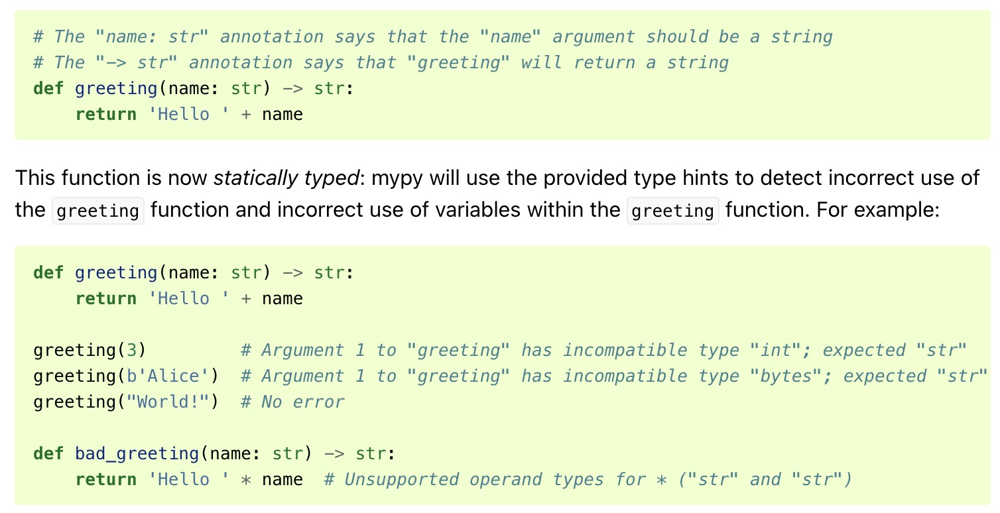 # The "name: str" annotation says that the "name" argument should be a string
# The "-> str" annotation says that "greeting" will return a string
def greeting(name: str) -> str:
    return 'Hello ' + name
This function is now statically typed: mypy will use the provided type hints to detect incorrect use of
the greeting function and incorrect use of variables within the greeting function. For example:
def greeting(name: str) -> str:
    return 'Hello ' + name
greeting(3)         # Argument 1 to "greeting" has incompatible type "int"; expected "str"
greeting(b'Alice')  # Argument 1 to "greeting" has incompatible type "bytes"; expected "str"
greeting("World!")  # No error
def bad_greeting(name: str) -> str:
    return 'Hello ' * name  # Unsupported operand types for * ("str" and "str")